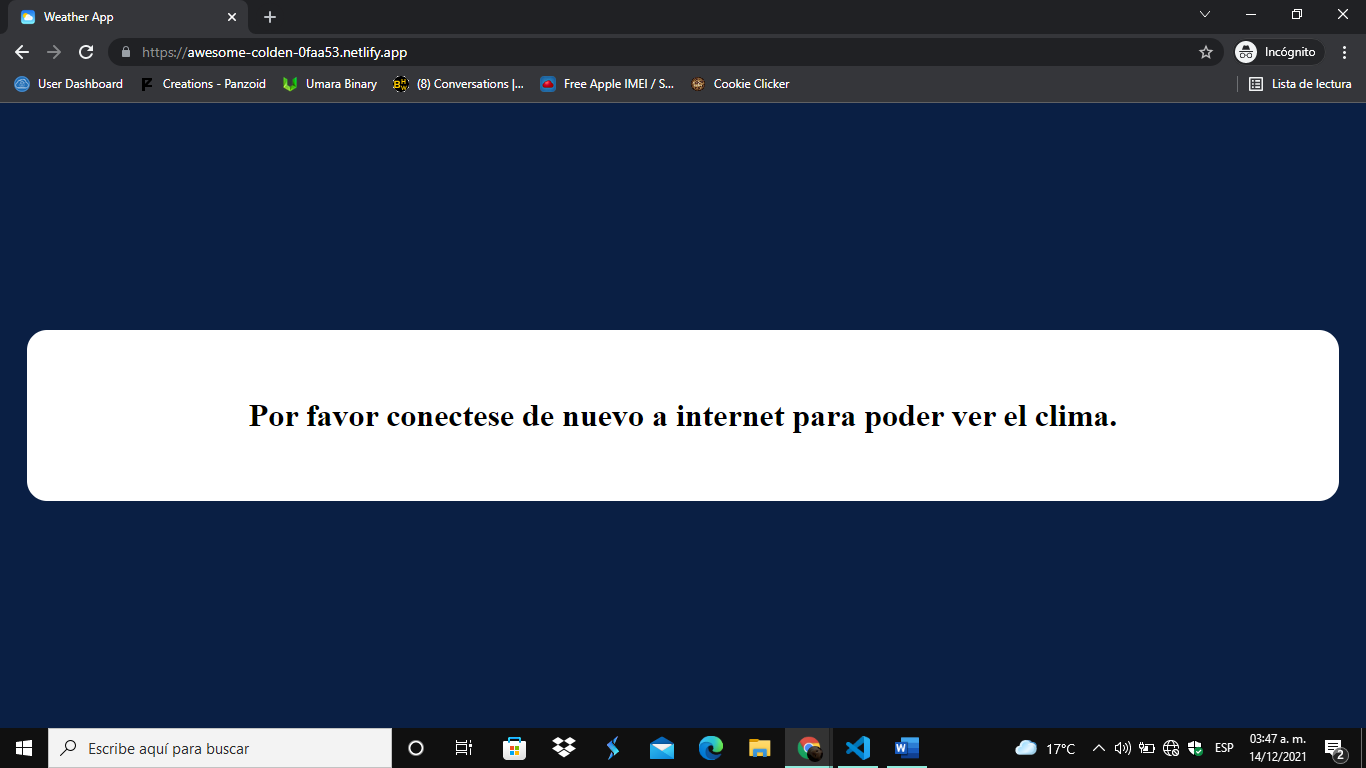 Weather App
https://awesome-colden-0faa53.netlify.app
Incógnito
User Dashboard
Creations - Panzoid
Umara Binary
(8) Conversations |...
Free Apple IMEI / S...
Cookie Clicker
Lista de lectura
Por favor conectese de nuevo a internet para poder ver el clima.
Escribe aquí para buscar
17°C
ESP
03:47 a. m.
14/12/2021
2